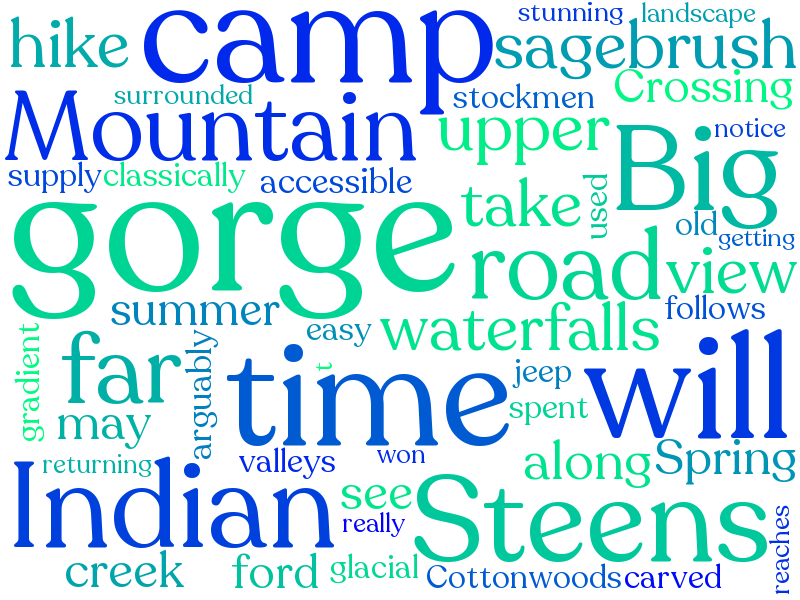 stunning
landscape
hike
camp
sagebrush
surrounded
stockmen
Crossing
Mountain
upper
Big
notice
supply
classically
accessible
take
used
old
getting
gorge
road
view
summer
easy
waterfalls
follows
gradient
far
arguably
t
time
jeep
will
may
spent
returning
valleys
won
along
Spring
Indian
see
really
Steens
reaches
creek
ford
glacial
Cottonwoods
carved